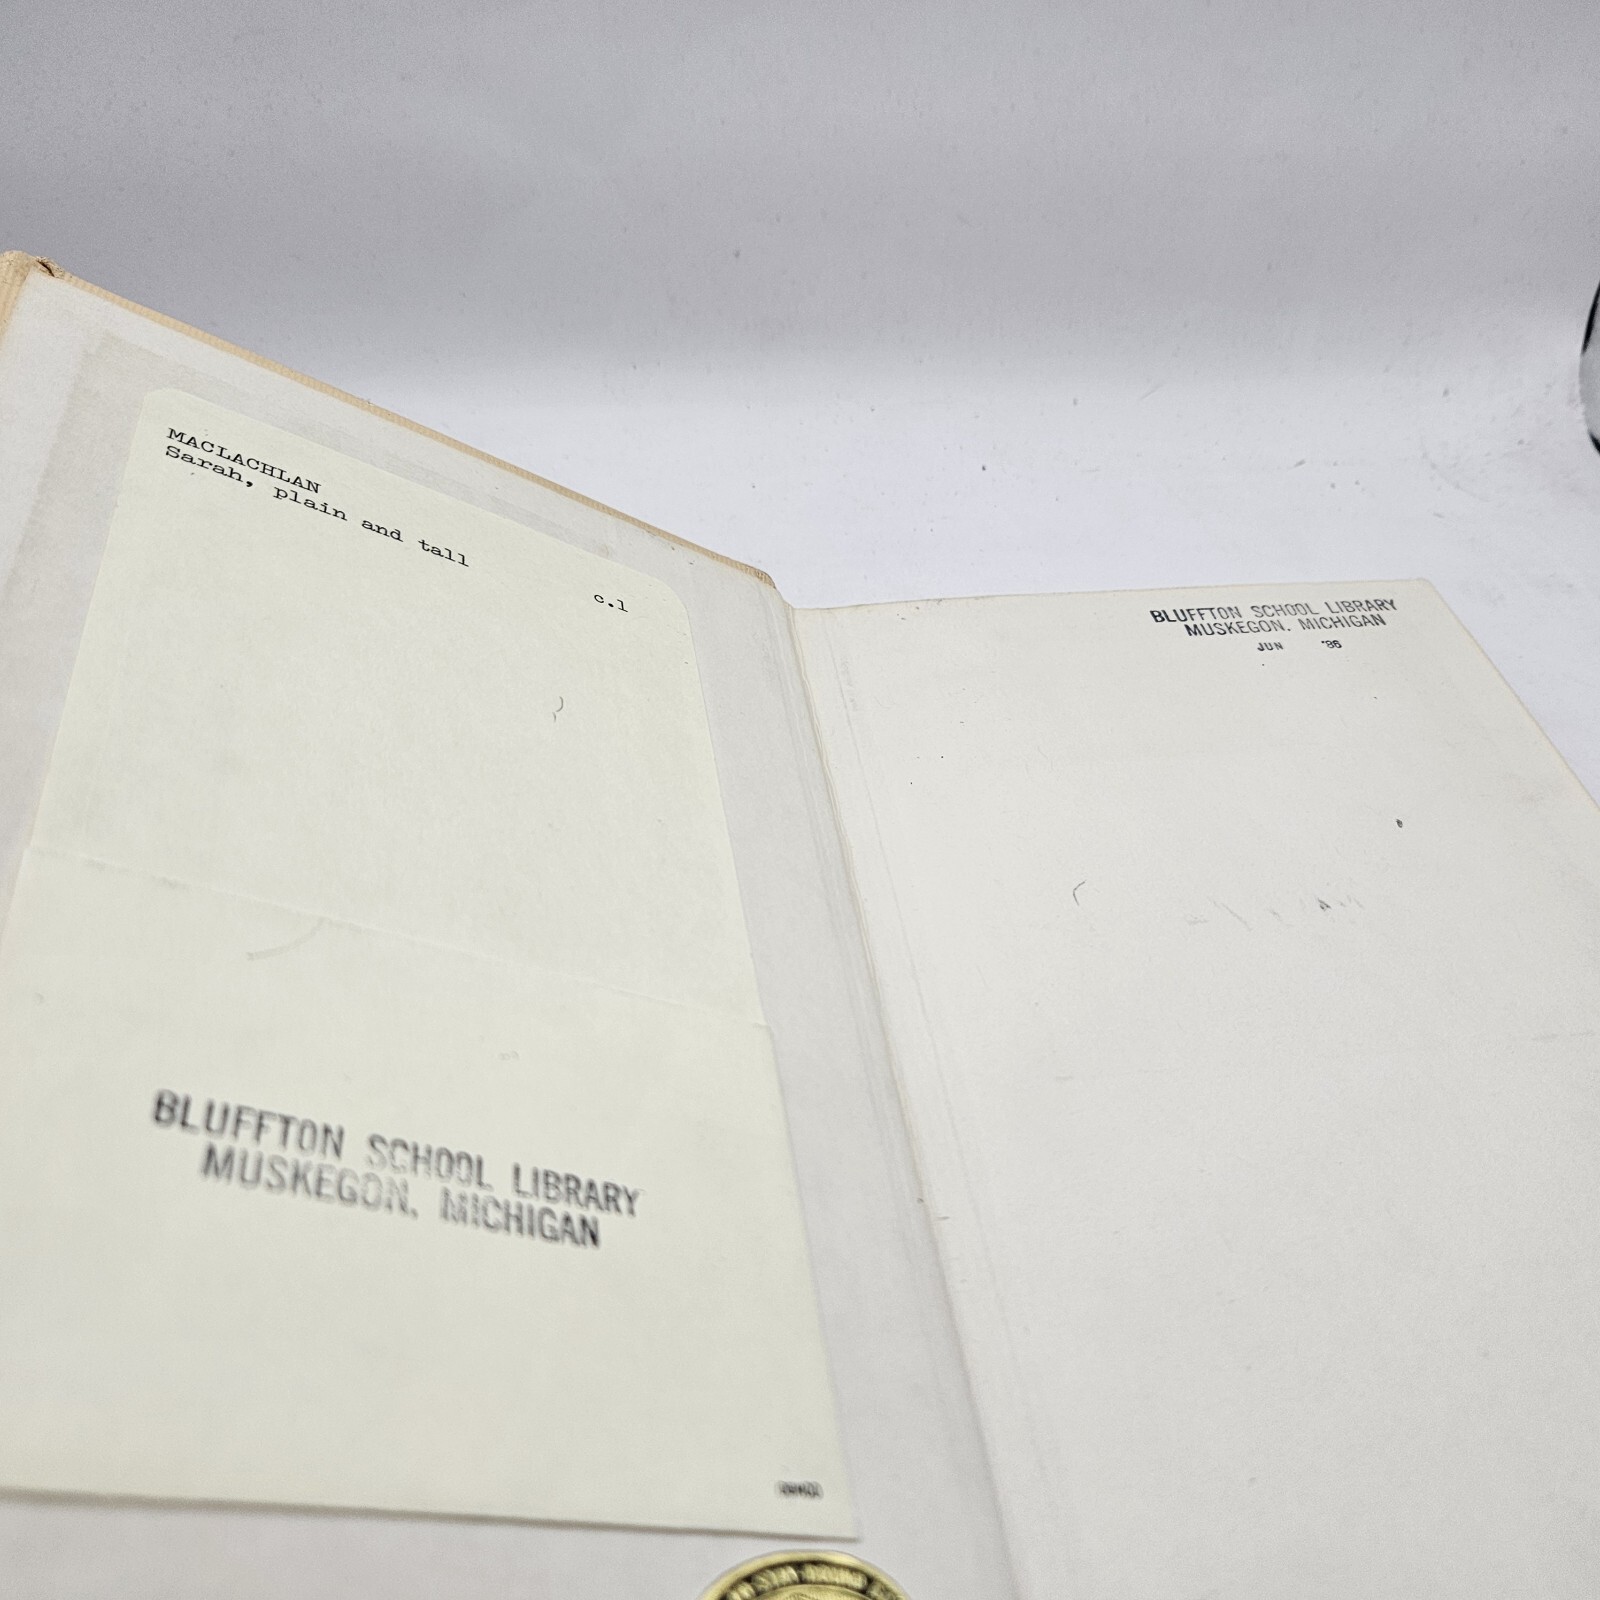 MACLACHLAN
Sarah, plain and tall
c.1
BLUFFTON SCHOOL LIBRARY
MUSKEGON, MICHIGAN
BLUFFTON SCHOOL LIBRARY
MUSKEGON, MICHIGAN
JUN '86